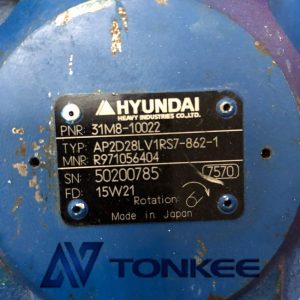 HYUNDAI
HEAVY INDUSTRIES CO.,LTD.
PNR: 31M8-10022
TYP: AP2D28LV1RS7-862-1
MNR: R971056404
SN: 50200785 7570
FD: 15W21
Rotation:
Made in Japan
TONKEE